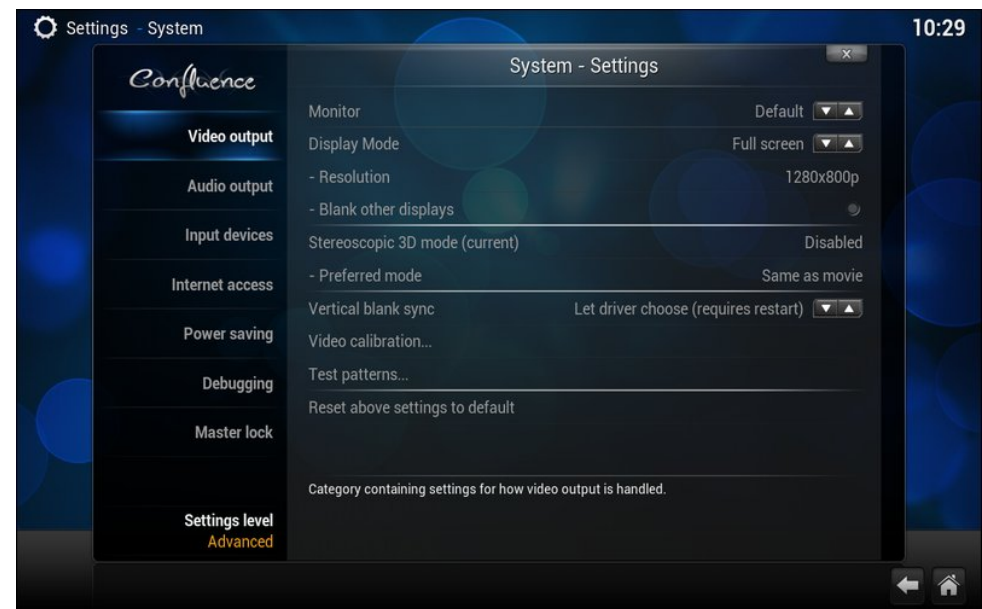 Settings - System
10:29
Confluence
System - Settings
x
Video output
Audio output
Input devices
Internet access
Power saving
Debugging
Master lock
Settings level
Advanced
Monitor Default
Display Mode Full screen
- Resolution 1280x800p
- Blank other displays
Stereoscopic 3D mode (current) Disabled
- Preferred mode Same as movie
Vertical blank sync Let driver choose (requires restart)
Video calibration...
Test patterns...
Reset above settings to default
Category containing settings for how video output is handled.